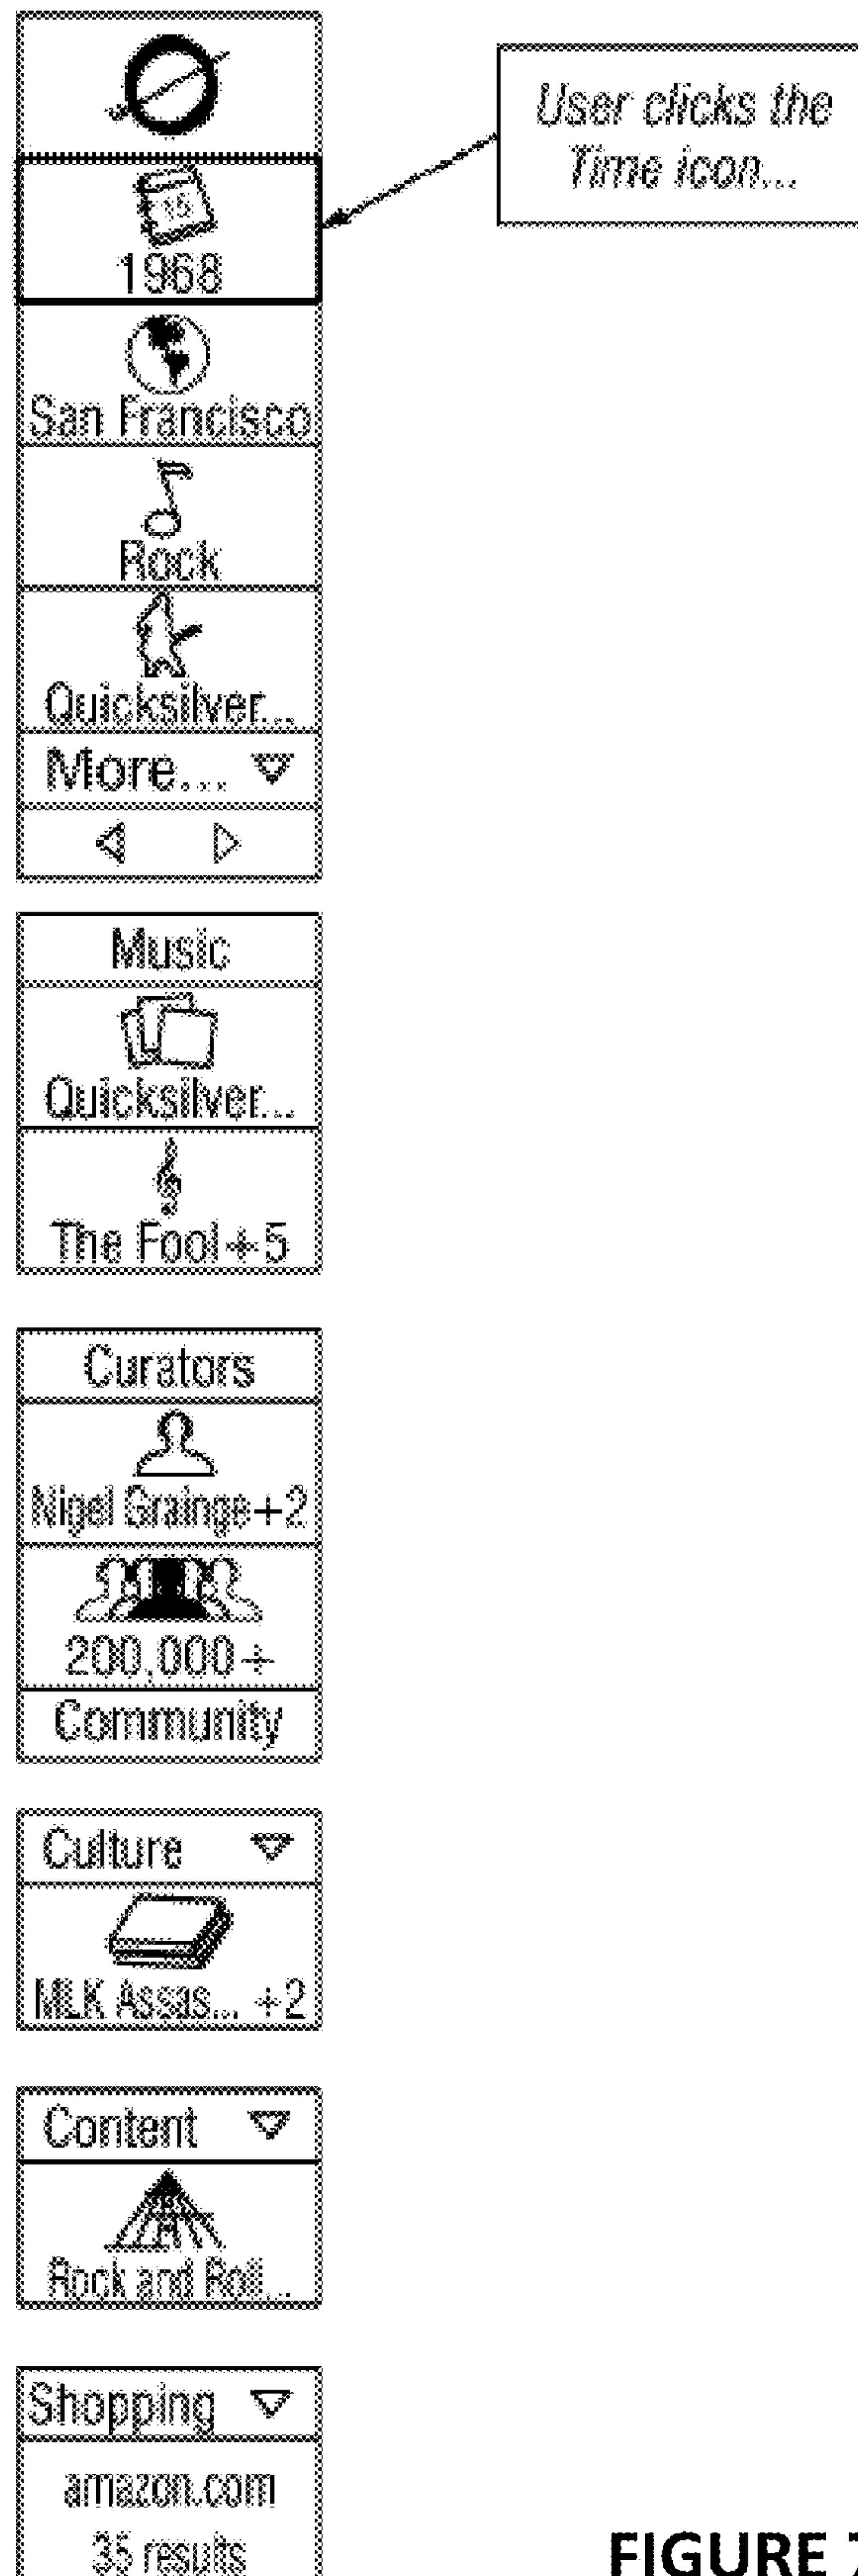 User clicks the
Time icon...
15
1968
San Francisco
Rock
Quicksilver...
More... 
Music
Quicksilver...
The Fool+5
Curators
Nigel Grainge+2
200,000+
Community
Culture
MLK Assas... +2
Content
Rock and Roll...
Shopping
amazon.com
35 results
FIGURE 7